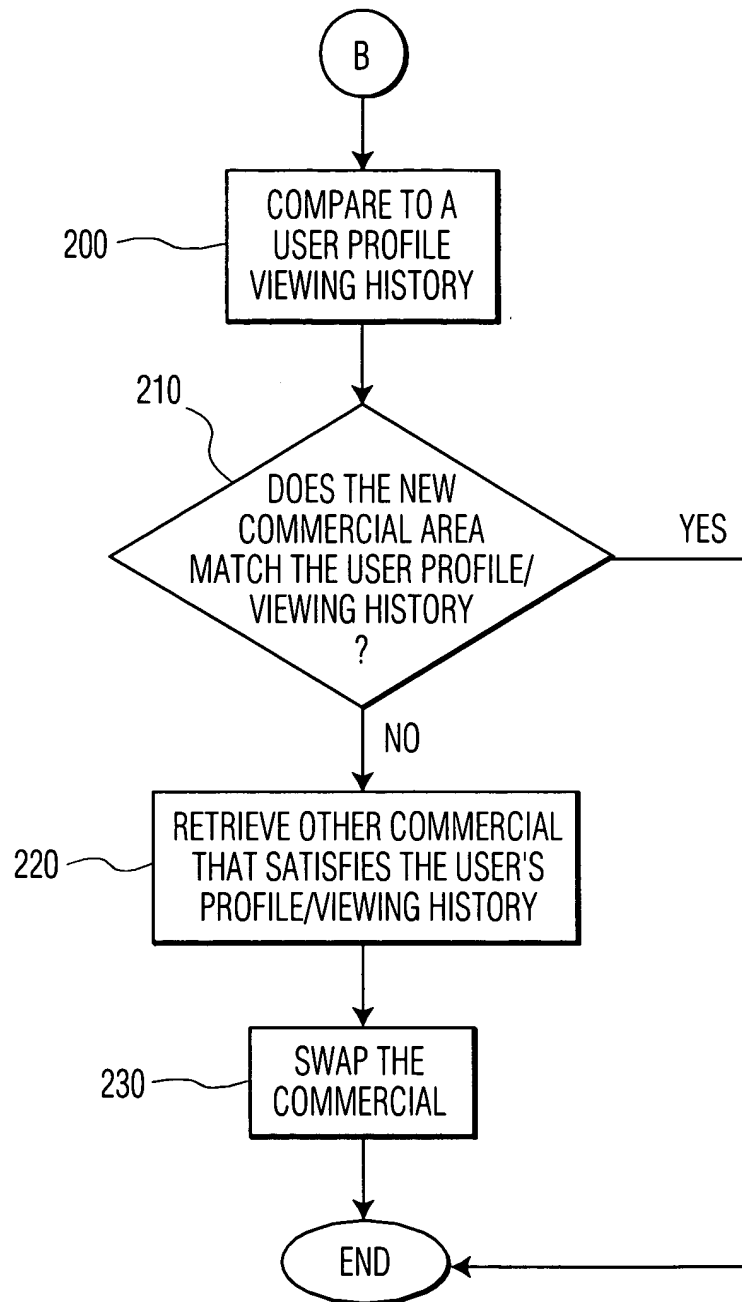 B
200
COMPARE TO A
USER PROFILE
VIEWING HISTORY
210
DOES THE NEW
COMMERCIAL AREA
MATCH THE USER PROFILE/
VIEWING HISTORY
?
YES
NO
220
RETRIEVE OTHER COMMERCIAL
THAT SATISFIES THE USER'S
PROFILE/VIEWING HISTORY
230
SWAP THE
COMMERCIAL
END